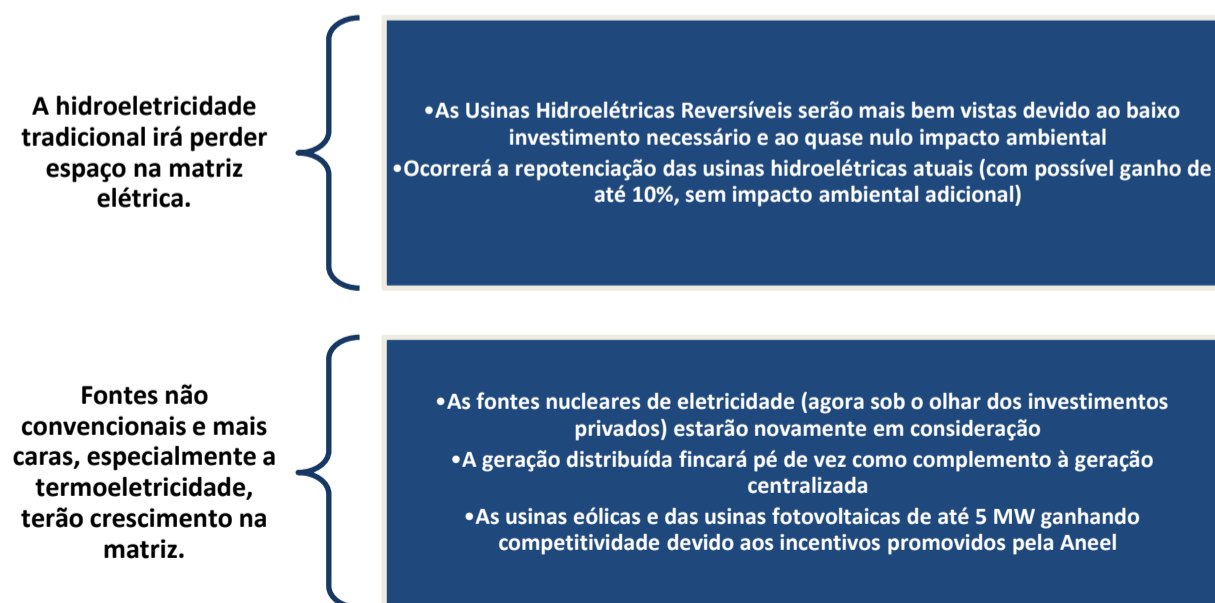 A hidroeletricidade
tradicional irá perder
espaço na matriz
elétrica.
•As Usinas Hidroelétricas Reversíveis serão mais bem vistas devido ao baixo
investimento necessário e ao quase nulo impacto ambiental
•Ocorrerá a repotenciação das usinas hidroelétricas atuais (com possível ganho de
até 10%, sem impacto ambiental adicional)
Fontes não
convencionais e mais
caras, especialmente a
termoeletricidade,
terão crescimento na
matriz.
•As fontes nucleares de eletricidade (agora sob o olhar dos investimentos
privados) estarão novamente em consideração
•A geração distribuída fincará pé de vez como complemento à geração
centralizada
•As usinas eólicas e das usinas fotovoltaicas de até 5 MW ganhando
competitividade devido aos incentivos promovidos pela Aneel